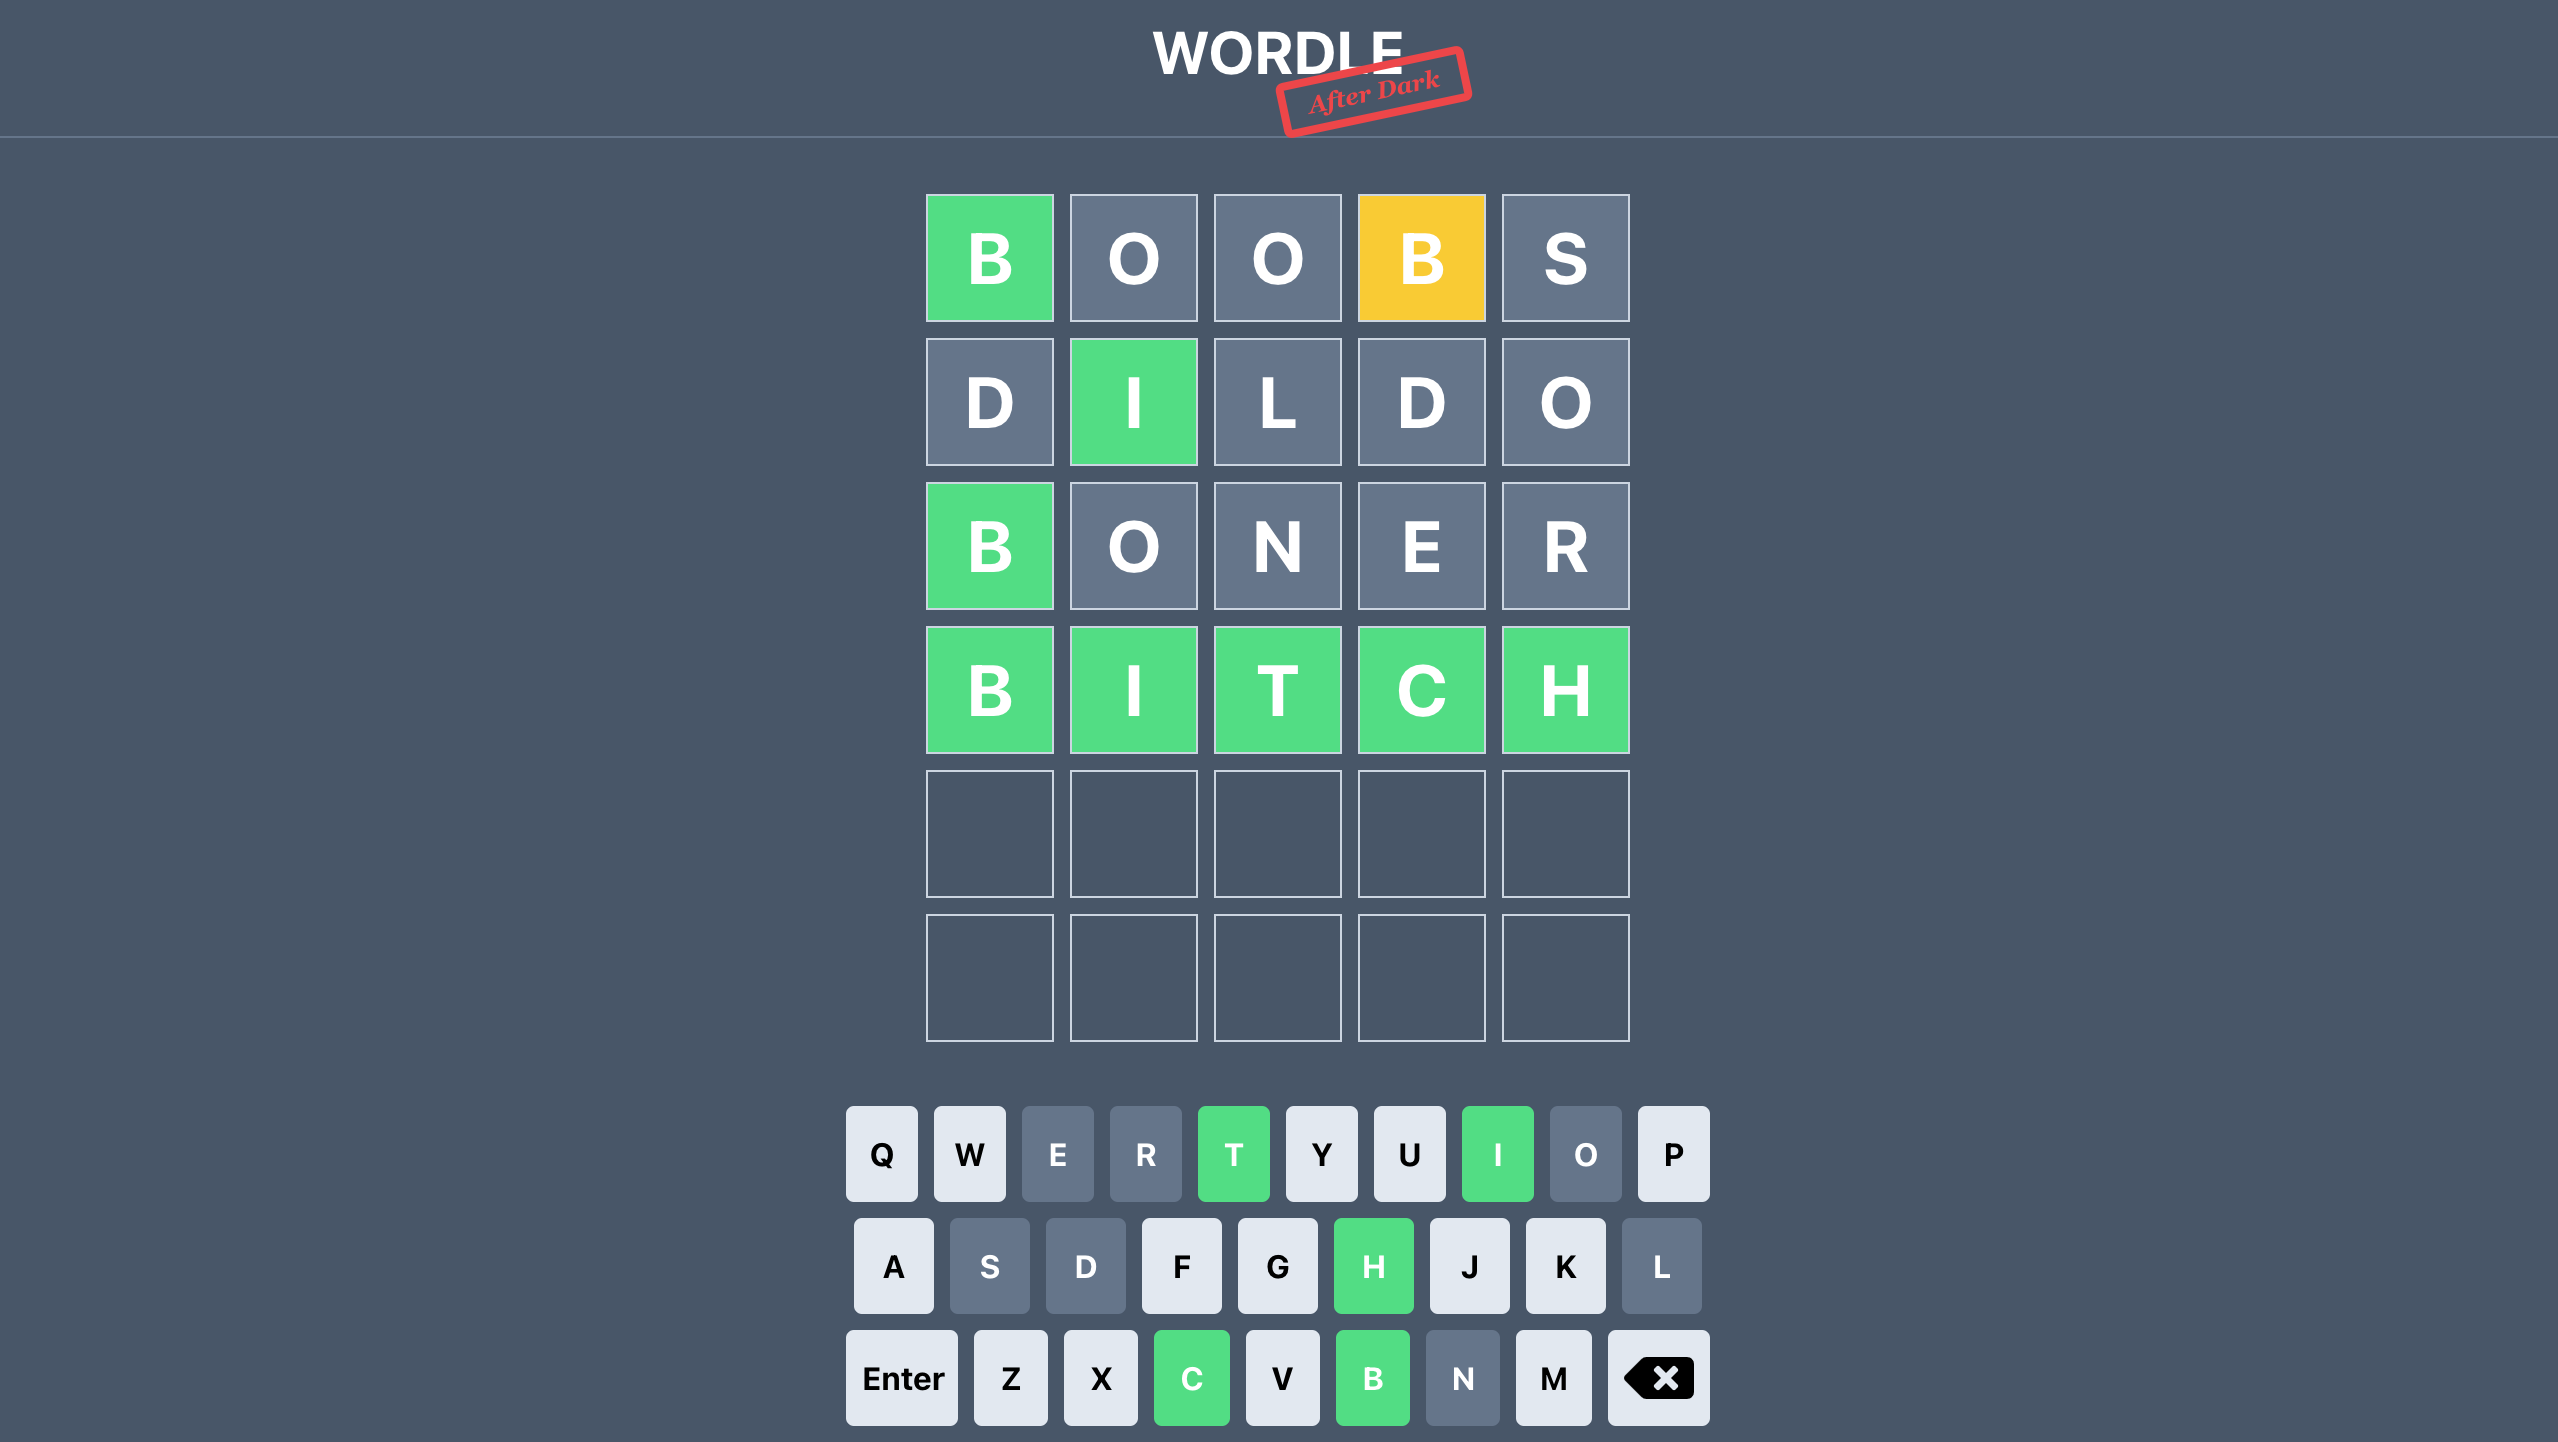 WORDLE
After Dark
B O O B S
D I L D O
B O N E R
B I T C H
Q W E R T Y U I O P
A S D F G H J K L
Enter Z X C V B N M